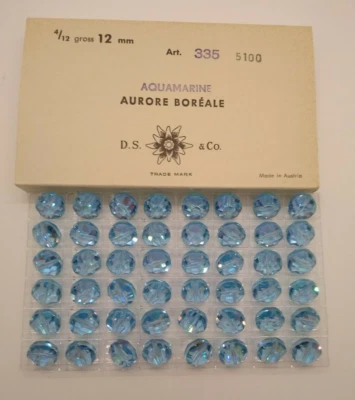 4/12 gross 12 mm Art. 335 5100
AQUAMARINE
AURORE BORÉALE
D.S. & Co.
TRADE MARK
Made in Austria